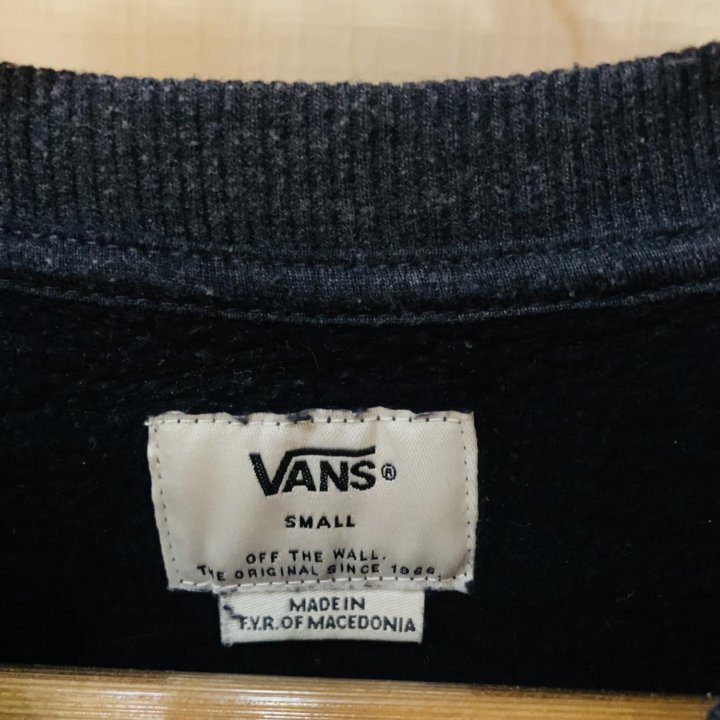 VANS®
SMALL
OFF THE WALL.
THE ORIGINAL SINCE 1966
MADE IN
F.Y.R. OF MACEDONIA